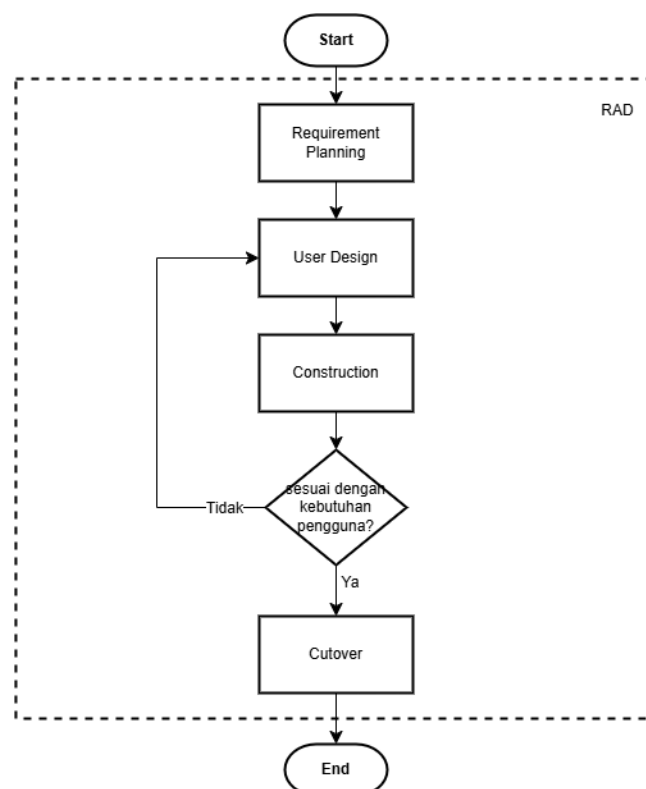 Start
RAD
Requirement
Planning
User Design
Construction
sesuai dengan
kebutuhan
pengguna?
Tidak
Ya
Cutover
End